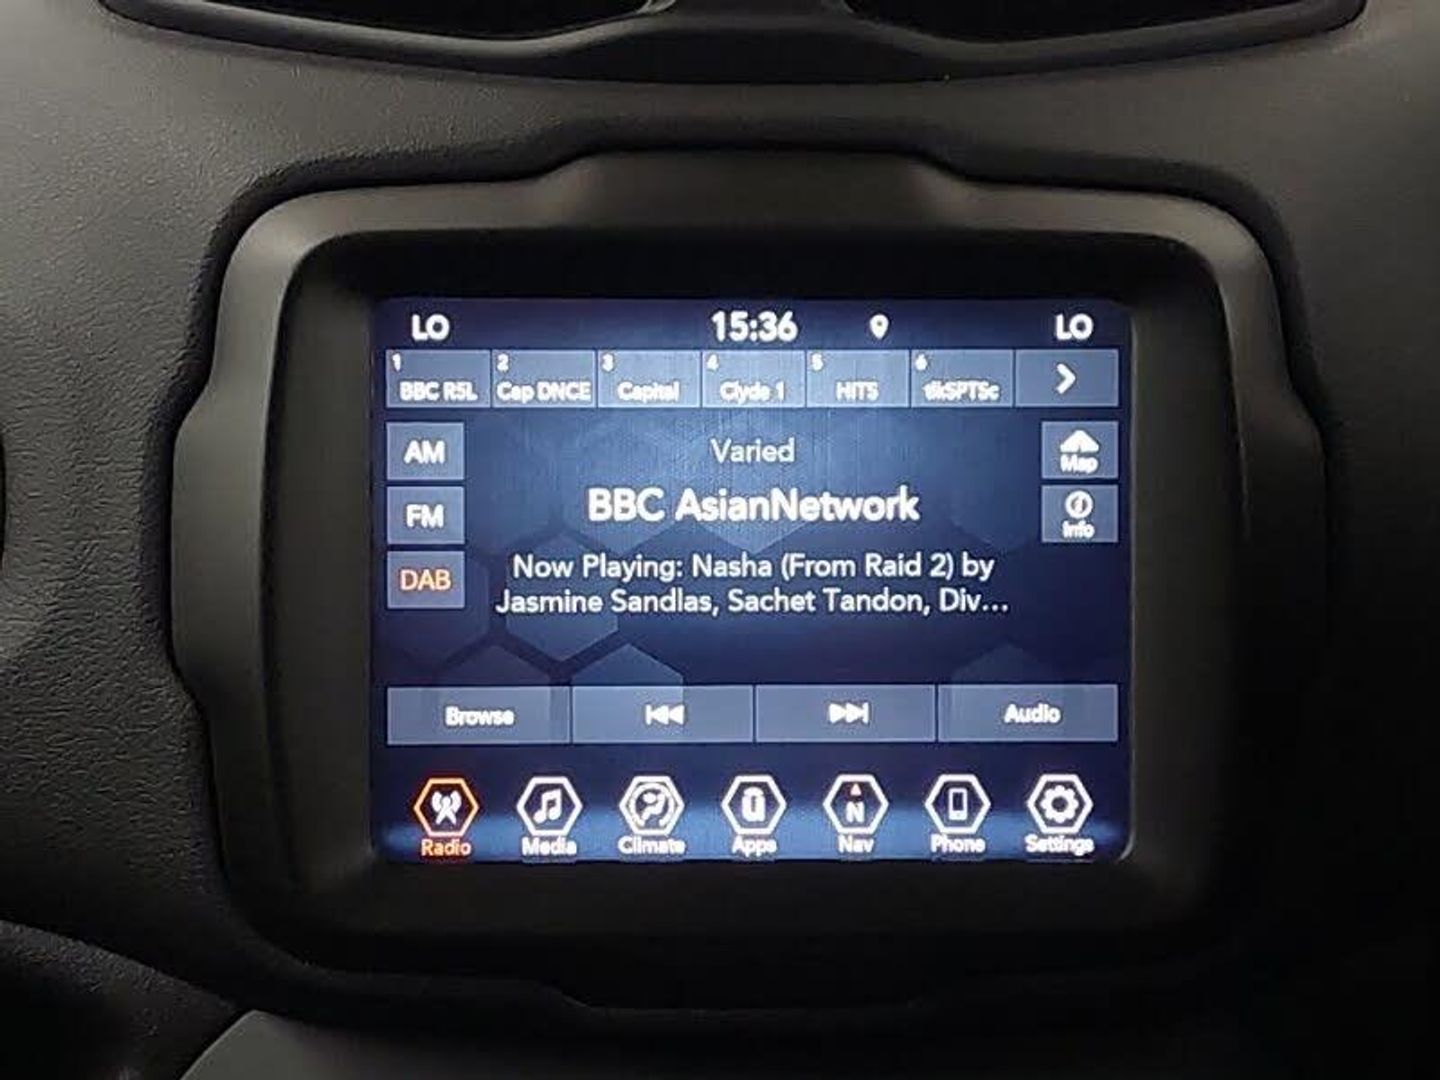 LO 15:36 LO
1 BBC R5L 2 Cap DNCE 3 Capital 4 Clyde 1 5 HITS 6 tlkSPTSc
AM
Varied
Map
BBC AsianNetwork
FM
Info
Now Playing: Nasha (From Raid 2) by
DAB
Jasmine Sandlas, Sachet Tandon, Div...
Browse Audio
N
Radio Media Climate Apps Nav Phone Settings